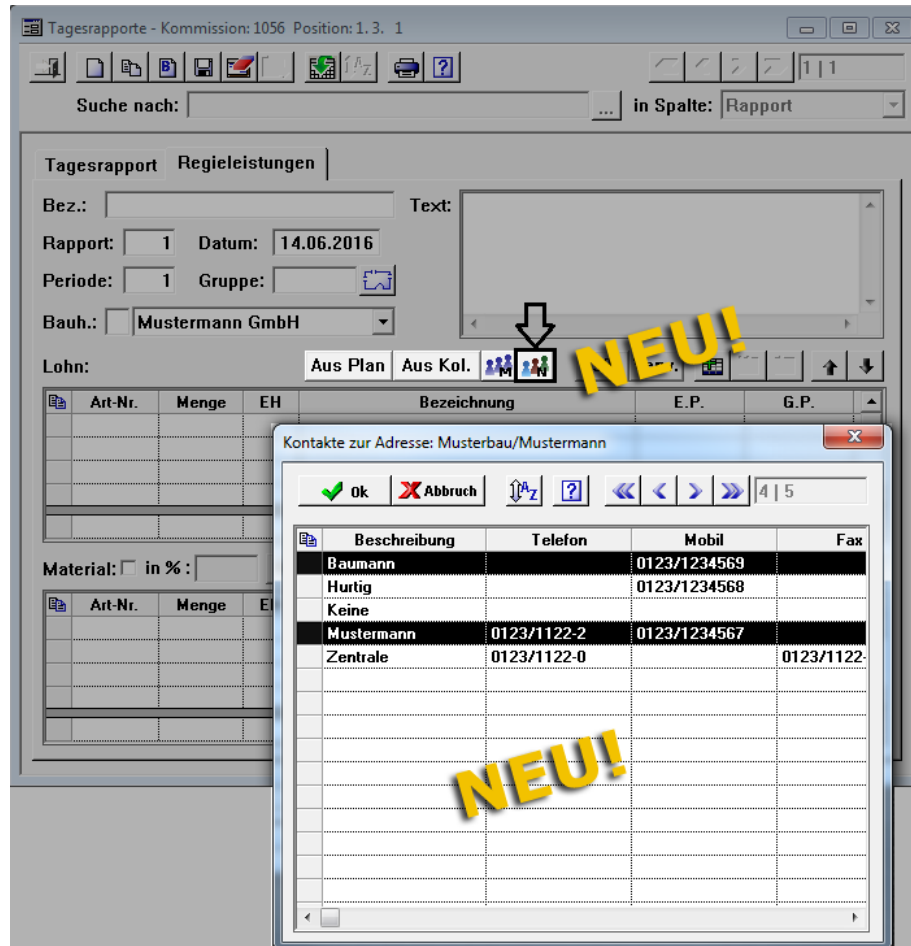 Tagesrapporte - Kommission: 1056 Position: 1. 3. 1
1 | 1
Suche nach: ... in Spalte: Rapport
Tagesrapport Regieleistungen
Bez.: Text:
Rapport: 1 Datum: 14.06.2016
Periode: 1 Gruppe:
Bauh.: Mustermann GmbH
NEU!
Lohn: Aus Plan Aus Kol. M N
Art-Nr. Menge EH Bezeichnung E.P. G.P.
Kontakte zur Adresse: Musterbau/Mustermann
Ok Abbruch AZ ? 4 | 5
Beschreibung Telefon Mobil Fax
Baumann 0123/1234569
Hurtig 0123/1234568
Keine
Mustermann 0123/1122-2 0123/1234567
Zentrale 0123/1122-0 0123/1122-
Material: in % :
Art-Nr. Menge
NEU!